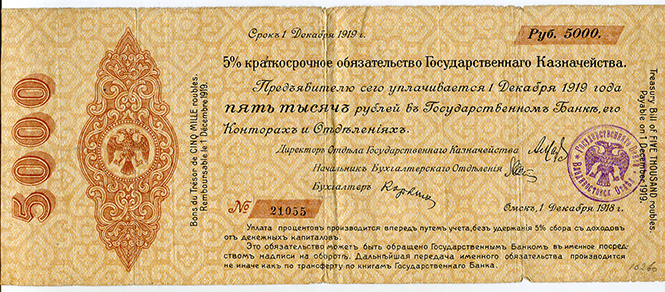 5000
Bons du Trésor de CINQ MILLE roubles.
Remboursable le 1 Décembre 1919.
Срокъ 1 Декабря 1919 г.
Руб. 5000.
5% краткосрочное обязательство Государственнаго Казначейства.
Предъявителю сего уплачивается 1 Декабря 1919 года
ПЯТЬ ТЫСЯЧЪ рублей въ Государственномъ Банкѣ, его
Конторахъ и Отдѣленіяхъ.
Директоръ Отдѣла Государственнаго Казначейства
Начальникъ Бухгалтерскаго Отдѣленія
Бухгалтеръ
№ 21055
Омскъ, 1 Декабря 1918 г.
Уплата процентовъ производится впередъ путемъ учета, безъ удержанія 5% сбора съ доходовъ
отъ денежныхъ капиталовъ.
Это обязательство можетъ быть обращено Государственнымъ Банкомъ въ именное посред-
ствомъ надписи на оборотѣ. Дальнѣйшая передача именного обязательства производится
не иначе какъ по трансферту по книгамъ Государственнаго Банка.
Treasury Bill of FIVE THOUSAND roubles.
Payable on 1 December 1919.